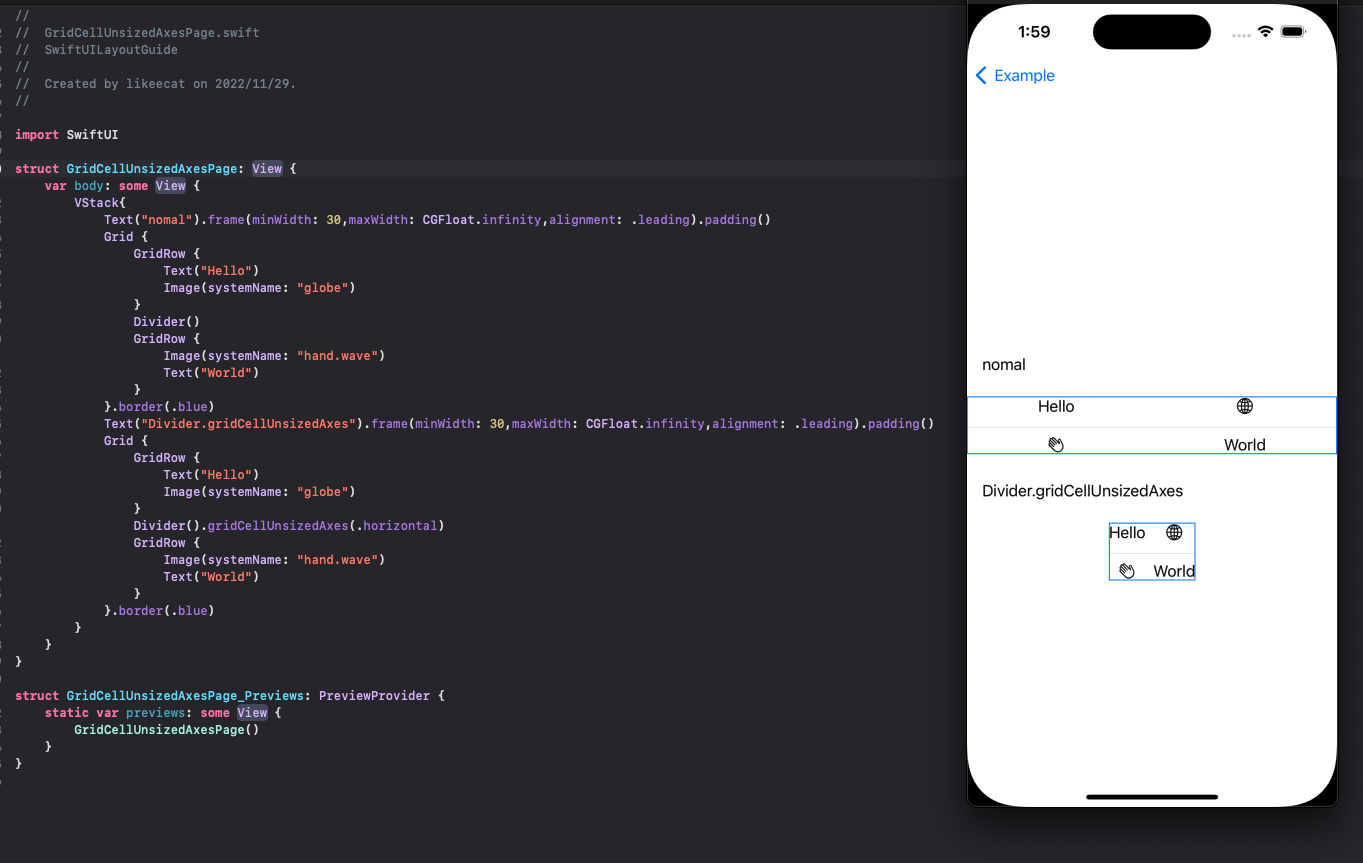 //
//  GridCellUnsizedAxesPage.swift
//  SwiftUILayoutGuide
//
//  Created by likeecat on 2022/11/29.
//
import SwiftUI
struct GridCellUnsizedAxesPage: View {
    var body: some View {
        VStack{
            Text("nomal").frame(minWidth: 30,maxWidth: CGFloat.infinity,alignment: .leading).padding()
            Grid {
                GridRow {
                    Text("Hello")
                    Image(systemName: "globe")
                }
                Divider()
                GridRow {
                    Image(systemName: "hand.wave")
                    Text("World")
                }
            }.border(.blue)
            Text("Divider.gridCellUnsizedAxes").frame(minWidth: 30,maxWidth: CGFloat.infinity,alignment: .leading).padding()
            Grid {
                GridRow {
                    Text("Hello")
                    Image(systemName: "globe")
                }
                Divider().gridCellUnsizedAxes(.horizontal)
                GridRow {
                    Image(systemName: "hand.wave")
                    Text("World")
                }
            }.border(.blue)
        }
    }
}
struct GridCellUnsizedAxesPage_Previews: PreviewProvider {
    static var previews: some View {
        GridCellUnsizedAxesPage()
    }
}
1:59
Example
nomal
Hello
World
Divider.gridCellUnsizedAxes
Hello
World